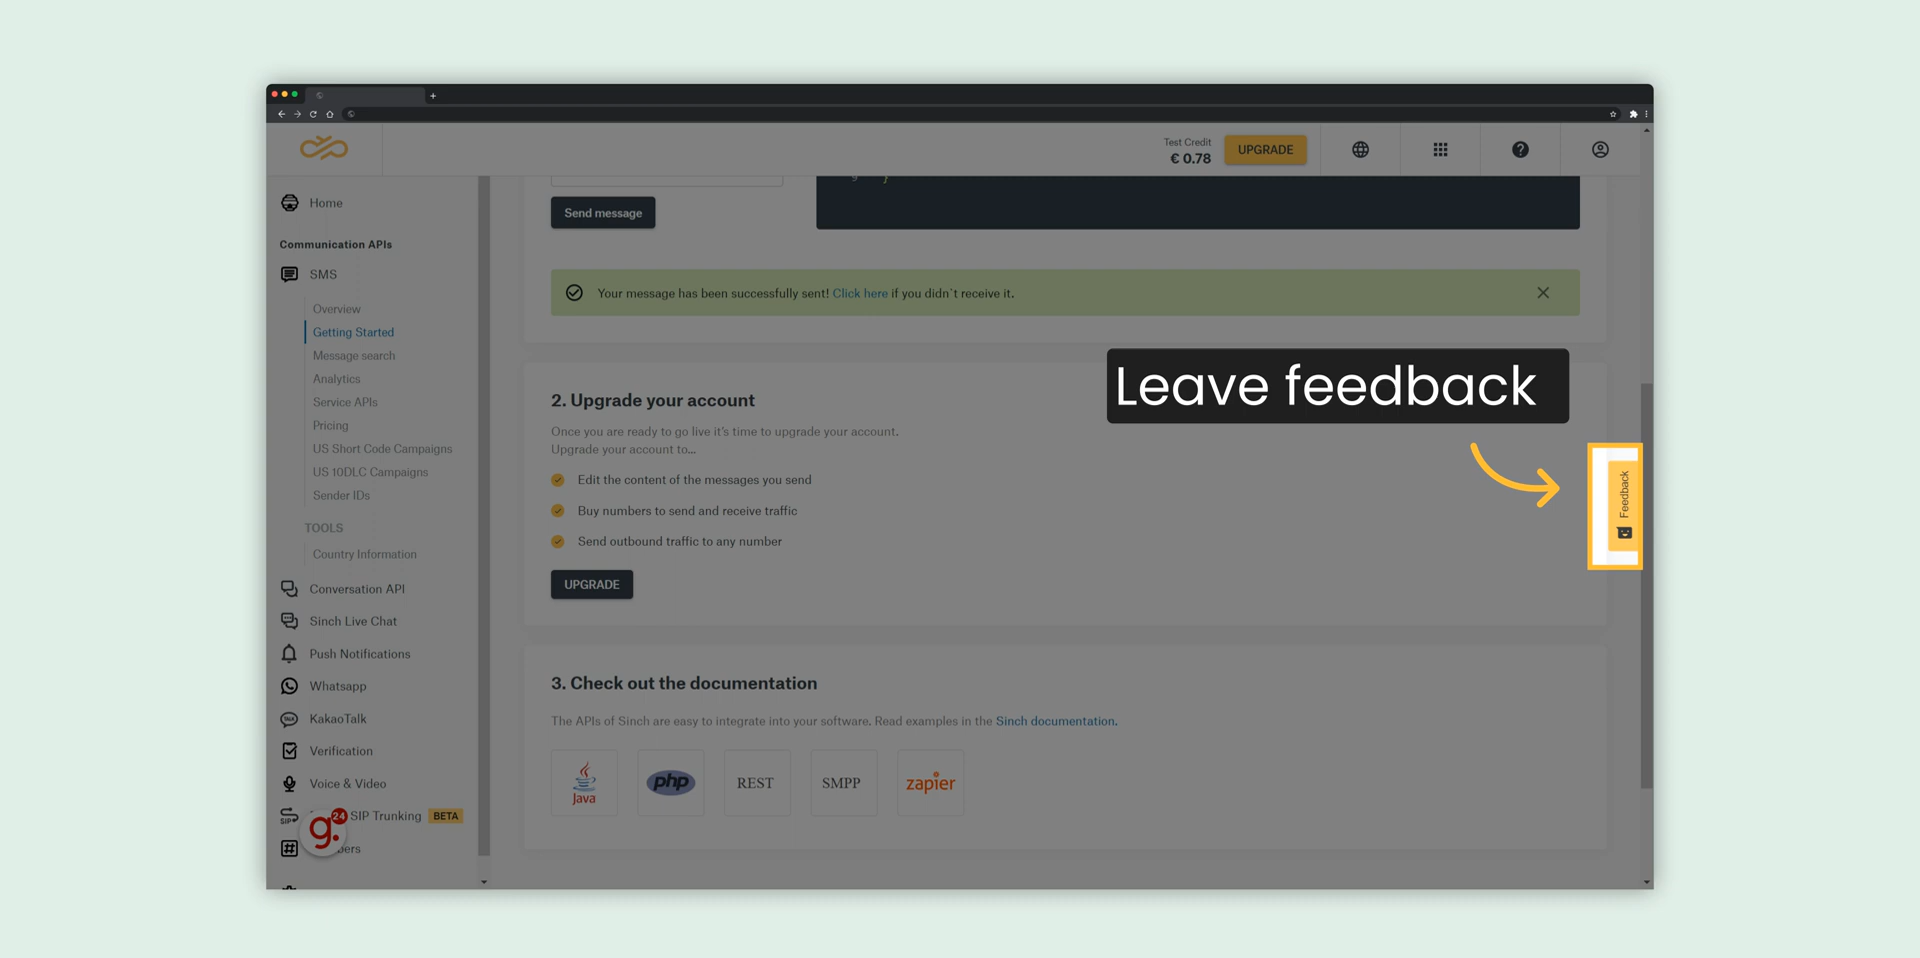 Test Credit
€ 0.78
UPGRADE
Home
Communication APIs
SMS
Overview
Getting Started
Message search
Analytics
Service APIs
Pricing
US Short Code Campaigns
US 10DLC Campaigns
Sender IDs
TOOLS
Country Information
Conversation API
Sinch Live Chat
Push Notifications
Whatsapp
KakaoTalk
Verification
Voice & Video
SIP Trunking BETA
g. 24
9 }
Send message
Your message has been successfully sent! Click here if you didn´t receive it.
Leave feedback
Feedback
2. Upgrade your account
Once you are ready to go live it's time to upgrade your account.
Upgrade your account to...
Edit the content of the messages you send
Buy numbers to send and receive traffic
Send outbound traffic to any number
UPGRADE
3. Check out the documentation
The APIs of Sinch are easy to integrate into your software. Read examples in the Sinch documentation.
Java
php
REST
SMPP
zapier